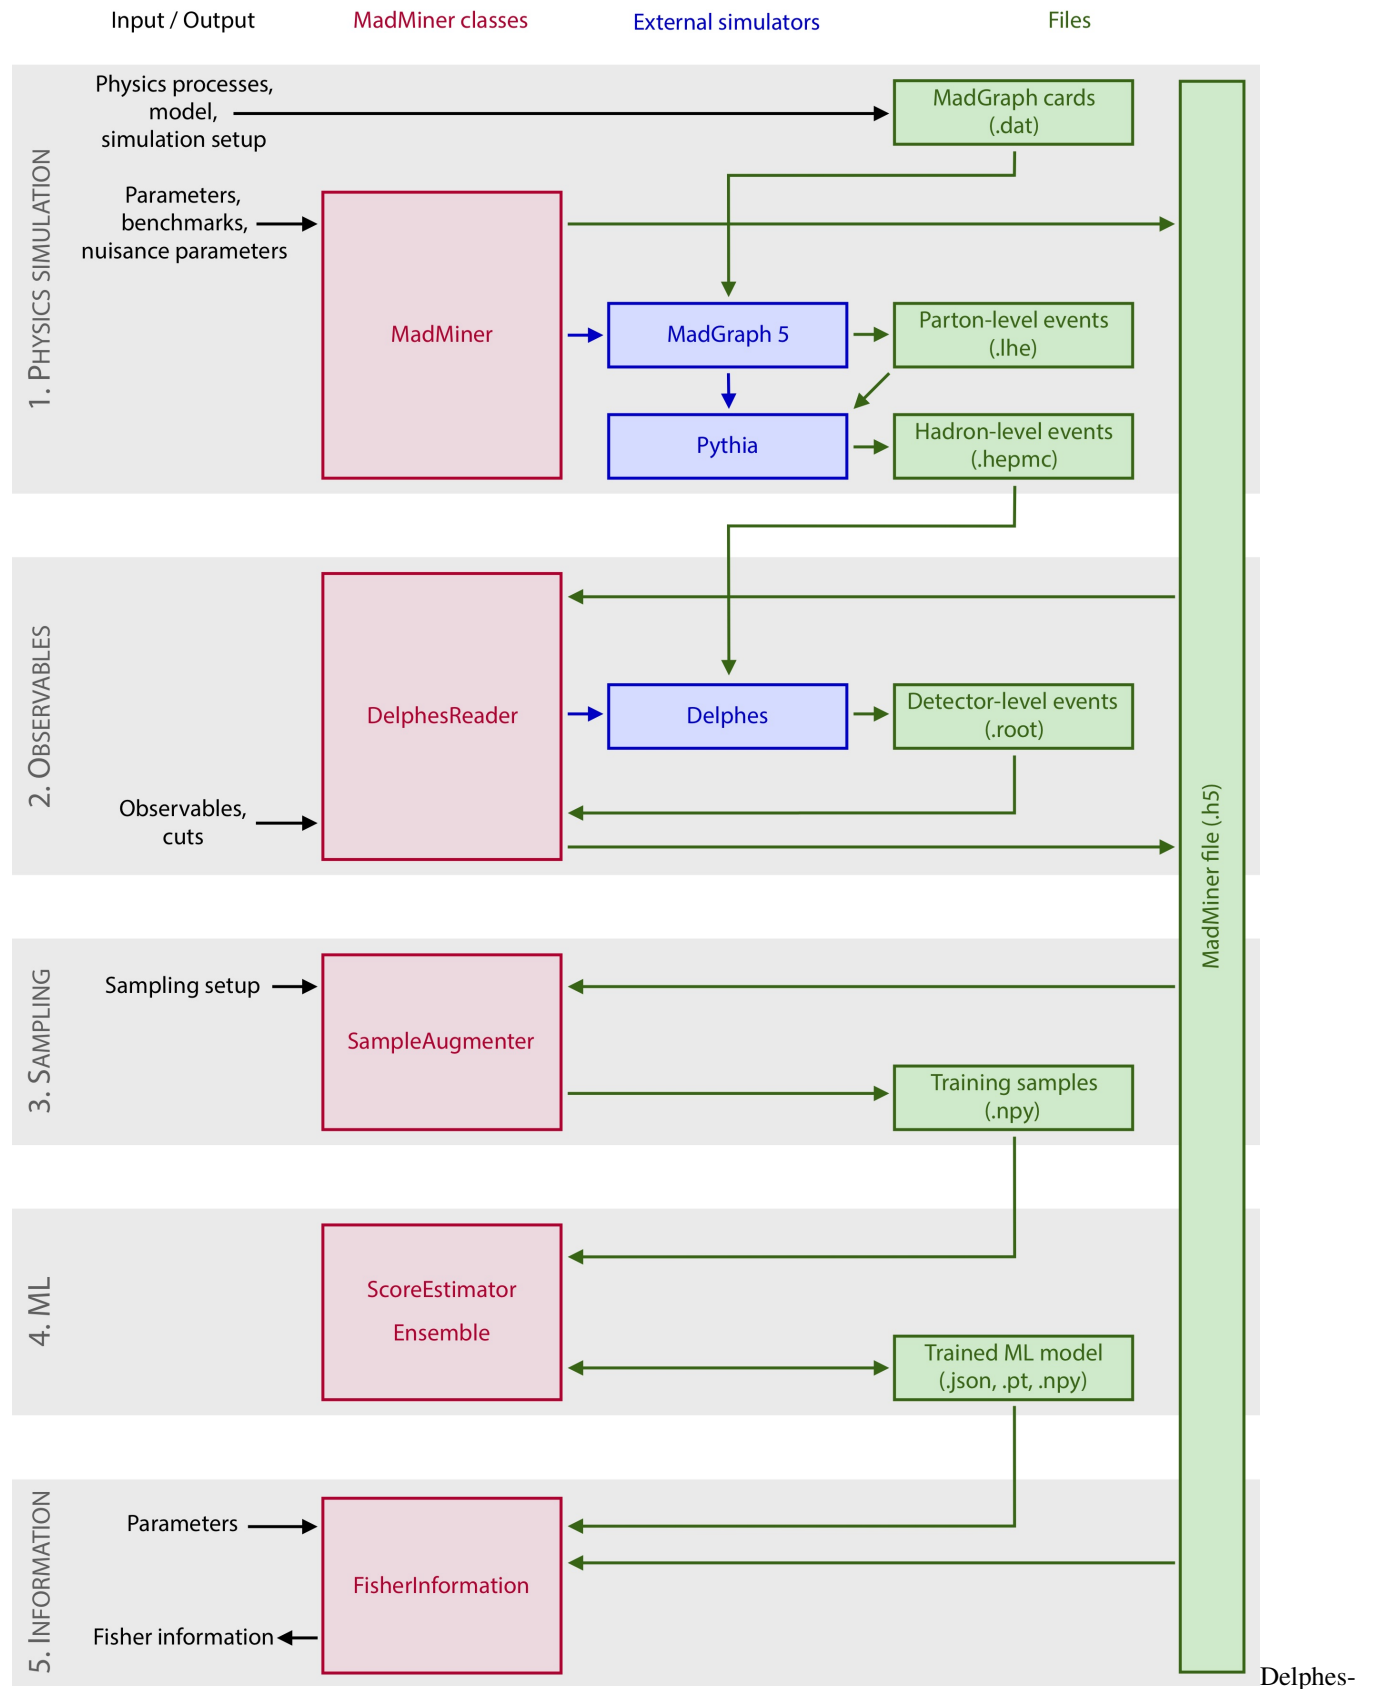 Input / Output
MadMiner classes
External simulators
Files
1. PHYSICS SIMULATION
Physics processes,
model,
simulation setup
MadGraph cards
(.dat)
Parameters,
benchmarks,
nuisance parameters
MadMiner
MadGraph 5
Parton-level events
(.lhe)
Pythia
Hadron-level events
(.hepmc)
2. OBSERVABLES
DelphesReader
Delphes
Detector-level events
(.root)
Observables,
cuts
MadMiner file (.h5)
3. SAMPLING
Sampling setup
SampleAugmenter
Training samples
(.npy)
4. ML
ScoreEstimator
Ensemble
Trained ML model
(.json, .pt, .npy)
5. INFORMATION
Parameters
FisherInformation
Fisher information
Delphes-